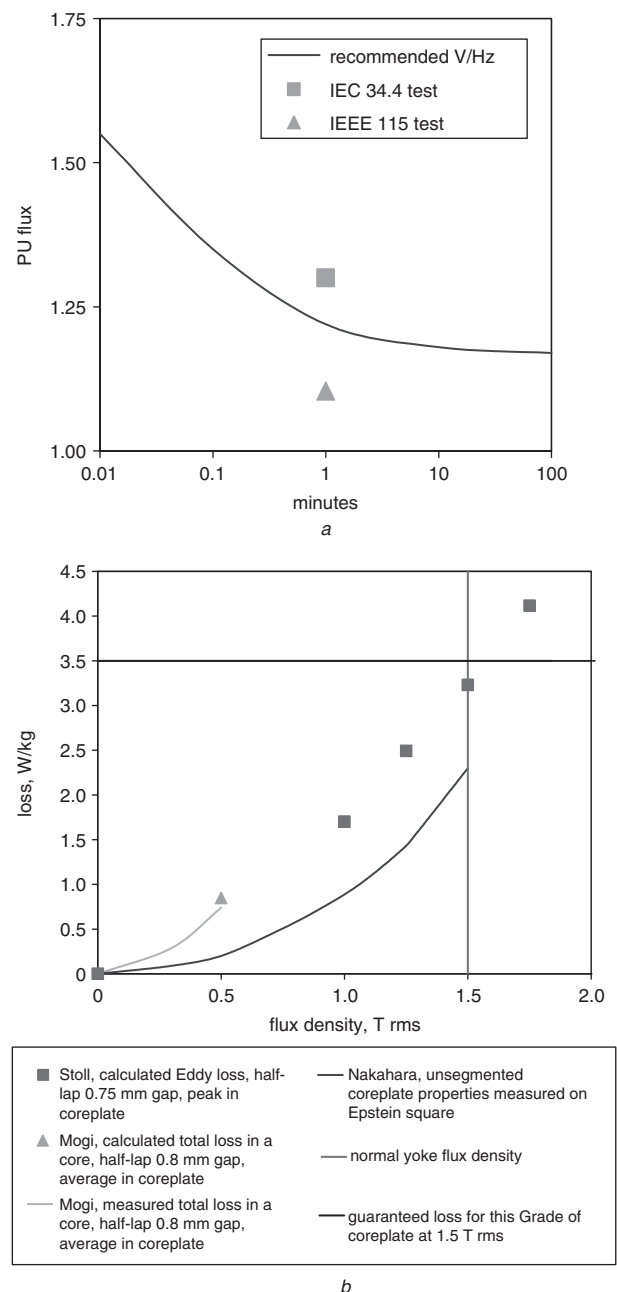 1.75
recommended V/Hz
IEC 34.4 test
IEEE 115 test
1.50
PU flux
1.25
1.00
0.01 0.1 1 10 100
minutes
a
4.5
4.0
3.5
3.0
loss, W/kg
2.5
2.0
1.5
1.0
0.5
0
0 0.5 1.0 1.5 2.0
flux density, T rms
Stoll, calculated Eddy loss, half-
lap 0.75 mm gap, peak in
coreplate
Mogi, calculated total loss in a
core, half-lap 0.8 mm gap,
average in coreplate
Mogi, measured total loss in a
core, half-lap 0.8 mm gap,
average in coreplate
Nakahara, unsegmented
coreplate properties measured on
Epstein square
normal yoke flux density
guaranteed loss for this Grade of
coreplate at 1.5 T rms
b